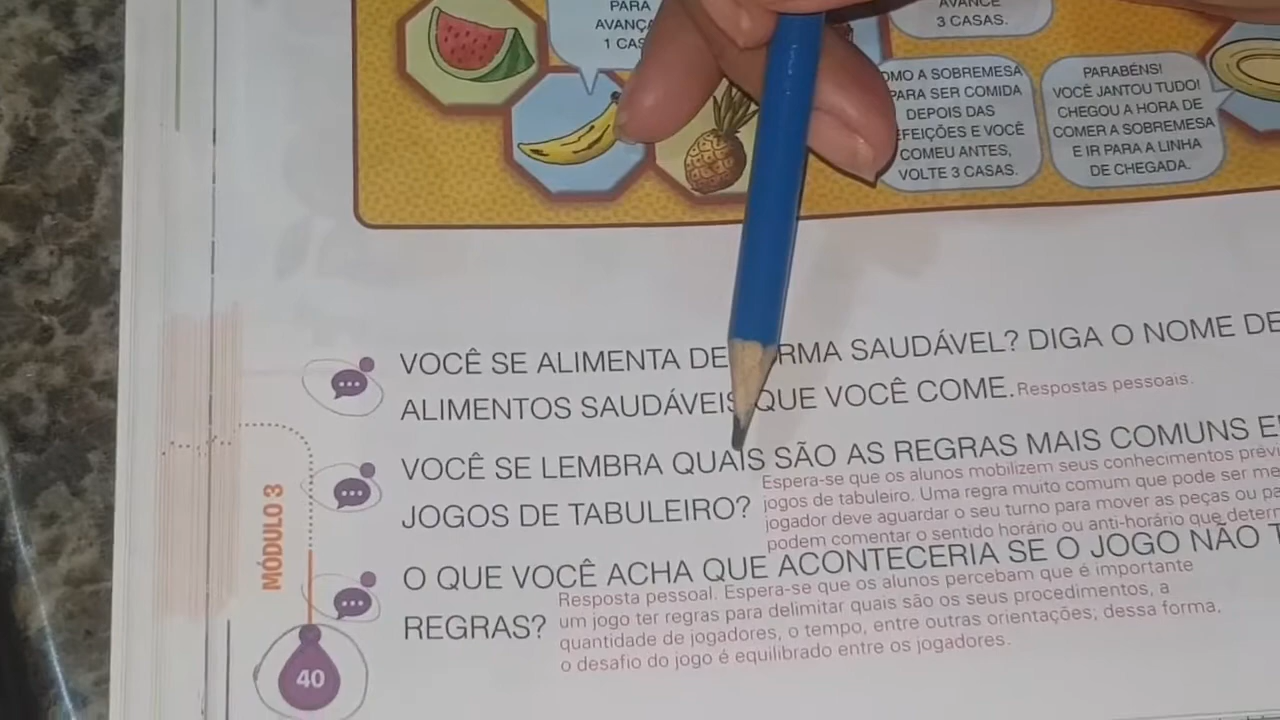 PARA
AVANÇA
1 CAS
AVANCE
3 CASAS.
OMO A SOBREMESA
PARA SER COMIDA
DEPOIS DAS
EFEIÇÕES E VOCÊ
COMEU ANTES,
VOLTE 3 CASAS.
PARABÉNS!
VOCÊ JANTOU TUDO!
CHEGOU A HORA DE
COMER A SOBREMESA
E IR PARA A LINHA
DE CHEGADA.
VOCÊ SE ALIMENTA DE RMA SAUDÁVEL? DIGA O NOME DE
ALIMENTOS SAUDÁVEIS QUE VOCÊ COME. Respostas pessoais.
VOCÊ SE LEMBRA QUAIS SÃO AS REGRAS MAIS COMUNS E
JOGOS DE TABULEIRO?
Espera-se que os alunos mobilizem seus conhecimentos prévi
jogos de tabuleiro. Uma regra muito comum que pode ser me
jogador deve aguardar o seu turno para mover as peças ou pa
podem comentar o sentido horário ou anti-horário que determ
O QUE VOCÊ ACHA QUE ACONTECERIA SE O JOGO NÃO T
REGRAS?
Resposta pessoal. Espera-se que os alunos percebam que é importante
um jogo ter regras para delimitar quais são os seus procedimentos, a
quantidade de jogadores, o tempo, entre outras orientações; dessa forma,
o desafio do jogo é equilibrado entre os jogadores.
MÓDULO 3
40